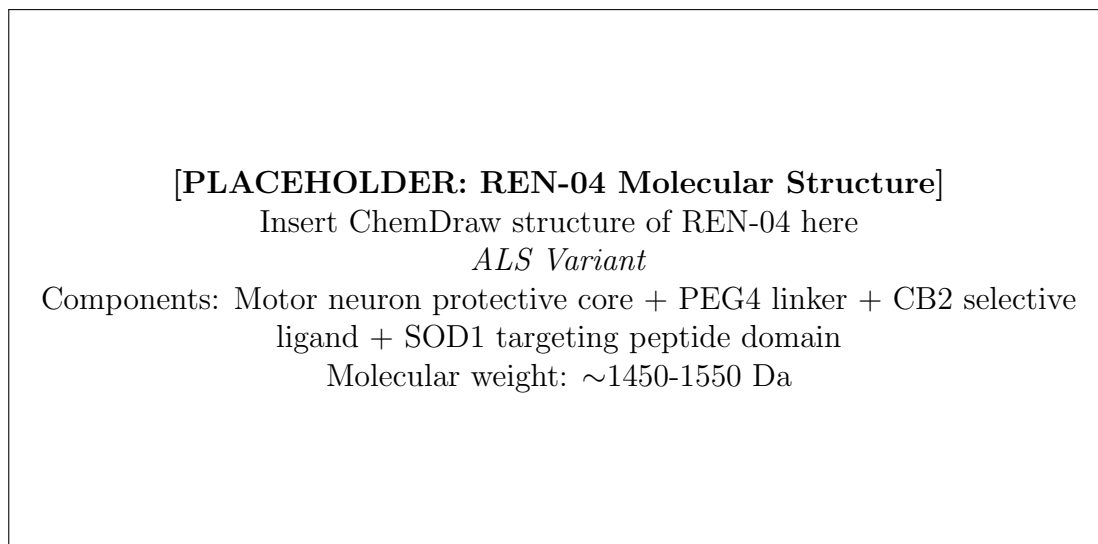 [PLACEHOLDER: REN-04 Molecular Structure]
Insert ChemDraw structure of REN-04 here
ALS Variant
Components: Motor neuron protective core + PEG4 linker + CB2 selective
ligand + SOD1 targeting peptide domain
Molecular weight: ∼1450-1550 Da